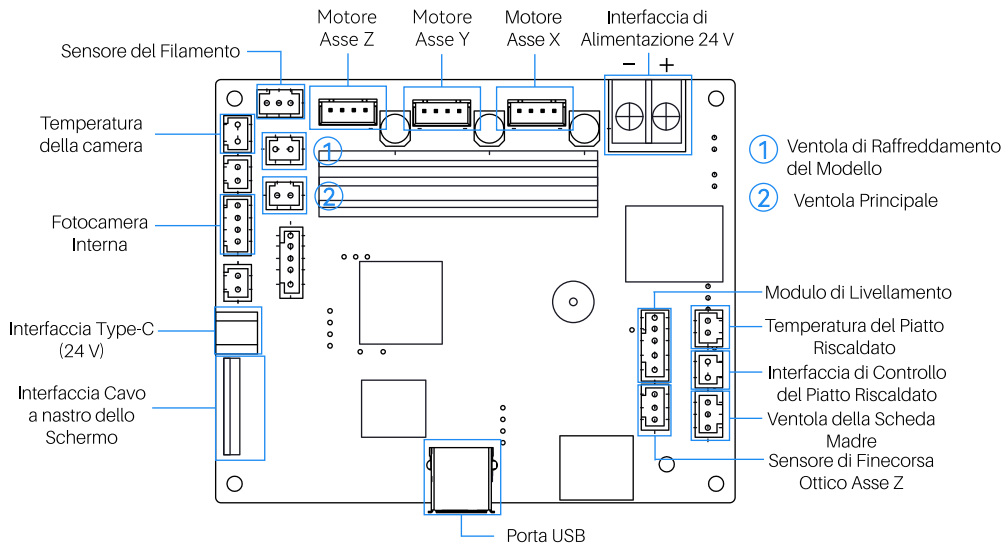 Motore
Asse Z
Motore
Asse Y
Motore
Asse X
Interfaccia di
Alimentazione 24 V
− +
Sensore del Filamento
Temperatura
della camera
Fotocamera
Interna
Interfaccia Type-C
(24 V)
Interfaccia Cavo
a nastro dello
Schermo
①
②
① Ventola di Raffreddamento
del Modello
② Ventola Principale
Modulo di Livellamento
Temperatura del Piatto
Riscaldato
Interfaccia di Controllo
del Piatto Riscaldato
Ventola della Scheda
Madre
Sensore di Finecorsa
Ottico Asse Z
Porta USB